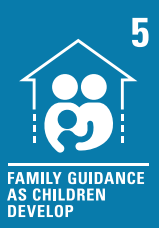 5
FAMILY GUIDANCE
AS CHILDREN
DEVELOP